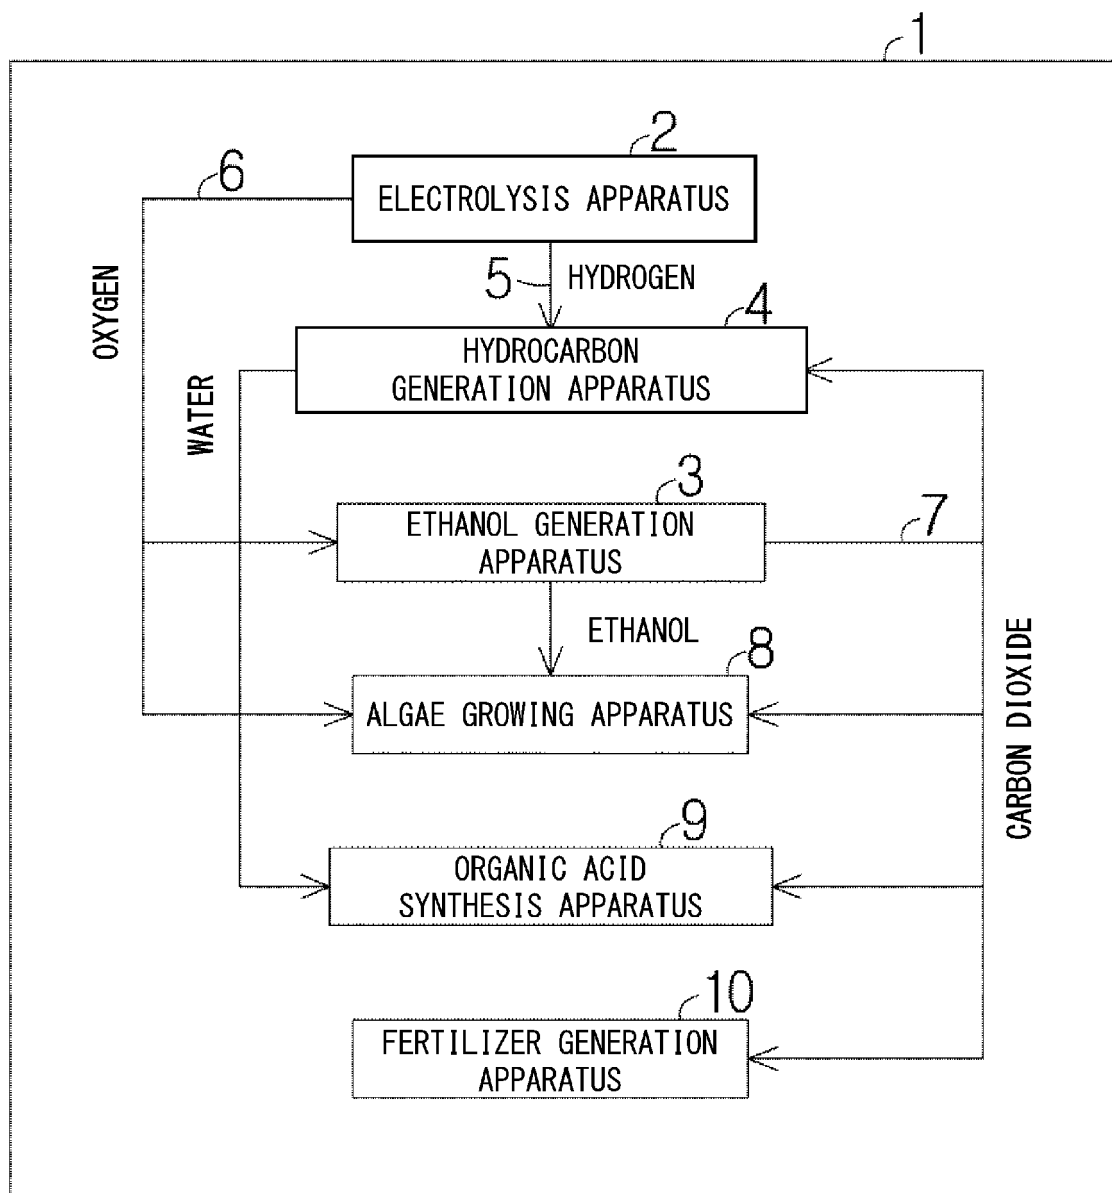 1
2
6
ELECTROLYSIS APPARATUS
5
HYDROGEN
OXYGEN
4
HYDROCARBON
GENERATION APPARATUS
WATER
3
ETHANOL GENERATION
APPARATUS
7
ETHANOL
8
ALGAE GROWING APPARATUS
CARBON DIOXIDE
9
ORGANIC ACID
SYNTHESIS APPARATUS
10
FERTILIZER GENERATION
APPARATUS